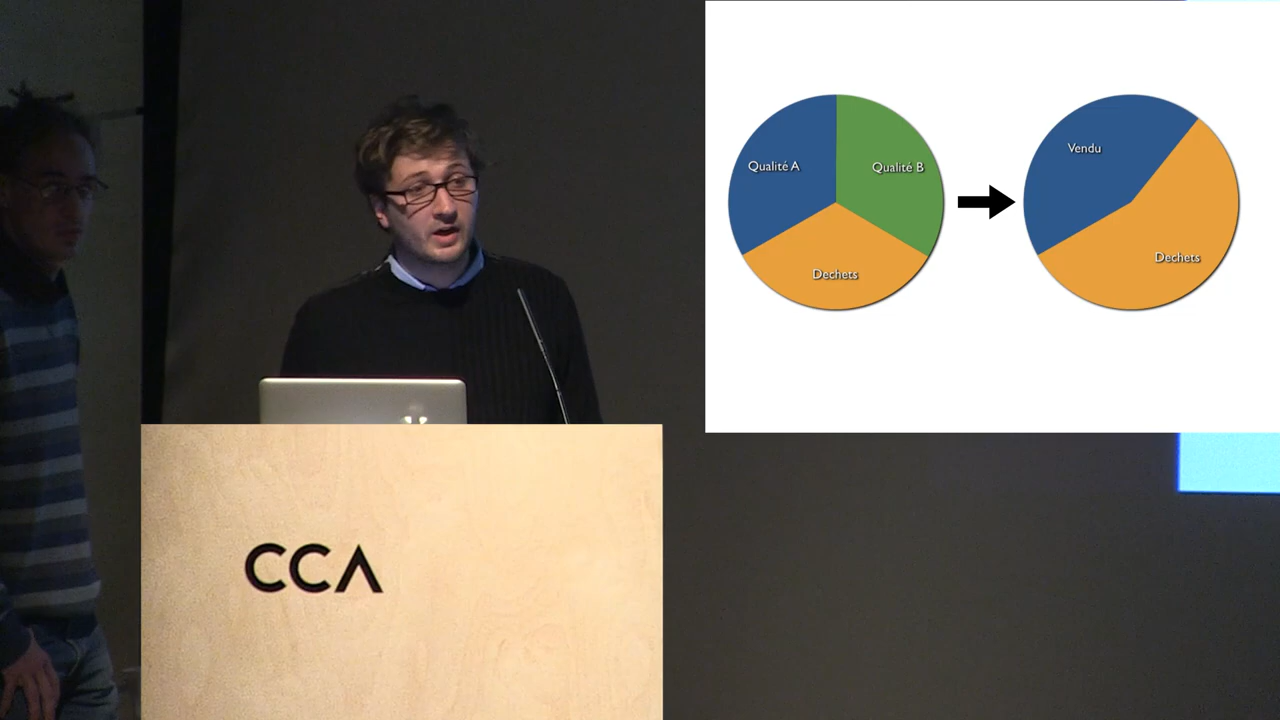 Qualité A
Qualité B
Dechets
Vendu
Dechets
CCA